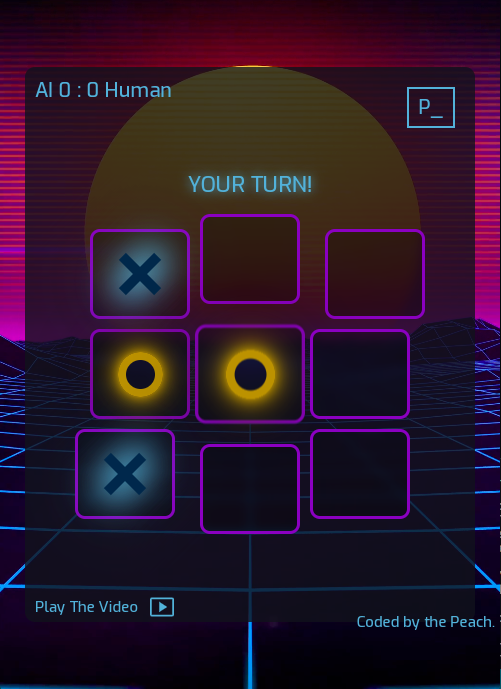 AI 0 : 0 Human
P_
YOUR TURN!
Play The Video
Coded by the Peach.